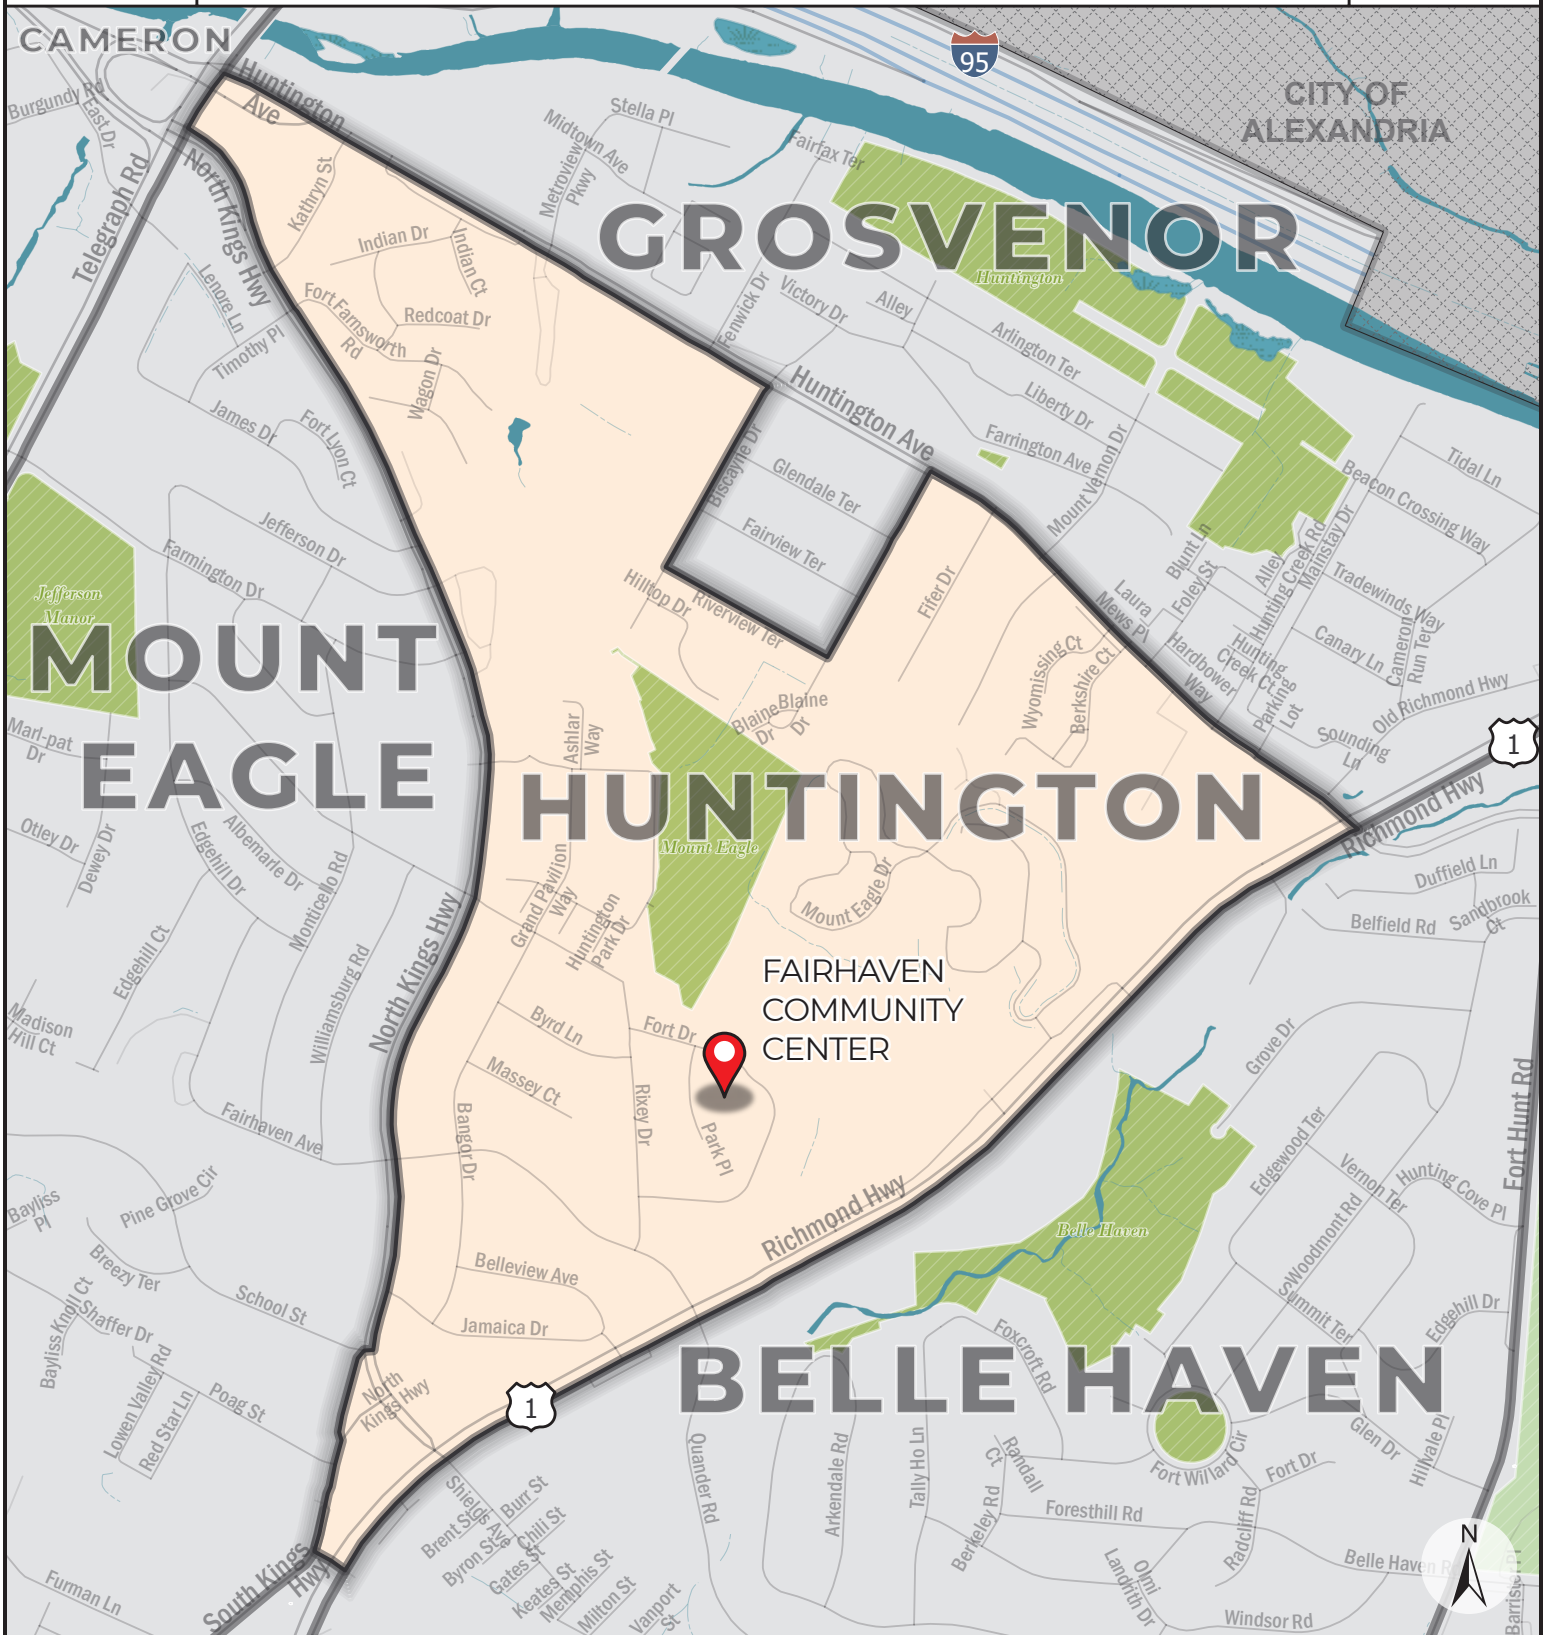 CAMERON
95
CITY OF
ALEXANDRIA
Burgundy Rd
East Dr
Huntington
Ave
Telegraph Rd
North Kings Hwy
Kathryn St
Indian Dr
Indian Ct
Stella Pl
Midtown Ave
Metroview
Pkwy
Fairfax Ter
GROSVENOR
Huntington
Lenore Ln
Timothy Pl
Fort Farnsworth
Rd
Redcoat Dr
Wagon Dr
Fenwick Dr
Victory Dr
Alley
Arlington Ter
Liberty Dr
Farrington Ave
Mount Vernon Dr
Huntington Ave
James Dr
Fort Lyon Ct
Biscayne Dr
Glendale Ter
Fairview Ter
Tidal Ln
Beacon Crossing Way
Jefferson Dr
Farmington Dr
Jefferson
Manor
MOUNT
EAGLE
Hilltop Dr
Riverview Ter
Fifer Dr
Laura
Mews Pl
Blunt Ln
Foley St
Alley
Hunting Creek Rd
Mainstay Dr
Tradewinds Way
Cameron
Run Ter
Canary Ln
Hunting
Creek Ct
Hardbower
Way
Parking
Lot
Old Richmond Hwy
Sounding
Ln
Wyomissing Ct
Berkshire Ct
Marl-pat
Dr
Ashlar
Way
Blaine
Dr
Blaine
Dr
1
HUNTINGTON
Mount Eagle
Richmond Hwy
Otley Dr
Dewey Dr
Albemarle Dr
Edgehill Dr
Monticello Rd
Grand Pavilion
Way
Huntington
Park Dr
Mount Eagle Dr
Duffield Ln
Belfield Rd
Sandbrook
Ct
Edgehill Ct
Williamsburg Rd
North Kings Hwy
Madison
Hill Ct
FAIRHAVEN
COMMUNITY
CENTER
Byrd Ln
Fort Dr
Massey Ct
Rixey Dr
Park Pl
Bangor Dr
Fairhaven Ave
Grove Dr
Fort Hunt Rd
Edgewood Ter
Vernon Ter
Hunting Cove Pl
Bayliss
Pl
Pine Grove Cir
Breezy Ter
Belle Haven
Woodmont Rd
Richmond Hwy
Belleview Ave
School St
Bayliss Knoll Ct
Shaffer Dr
Jamaica Dr
Summit Ter
Edgehill Dr
Foxcroft Rd
BELLE HAVEN
Lowen Valley Rd
Red Star Ln
Poag St
North
Kings Hwy
1
Quander Rd
Arkendale Rd
Tally Ho Ln
Randall
Ct
Fort Willard Cir
Fort Dr
Glen Dr
Hillvale Pl
Shields Ave
Burr St
Brent St
Chili St
Byron St
Gates St
Keates St
Memphis St
Milton St
Vanport
St
Berkeley Rd
Foresthill Rd
Radcliff Rd
Landrith Dr
Olmi
Belle Haven R
N
Furman Ln
South Kings
Hwy
Windsor Rd
Barrister Pl